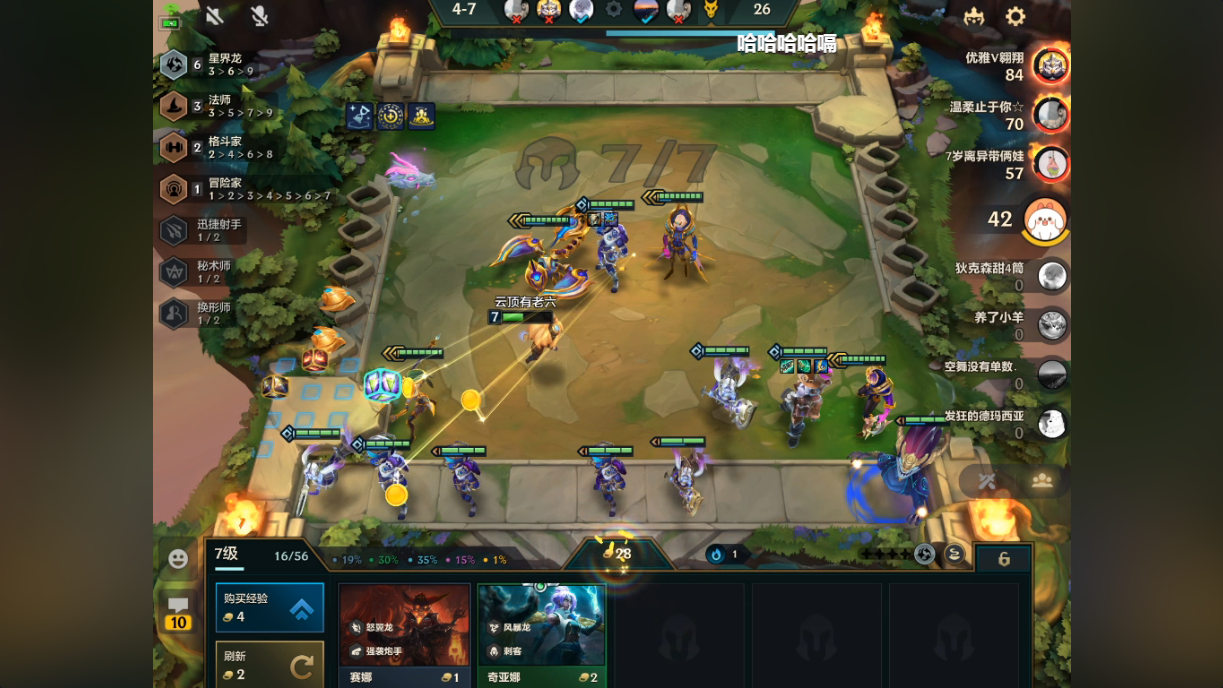 4-7
26
哈哈哈哈嗝
6 星界龙
3 > 6 > 9
3 法师
3 > 5 > 7 > 9
2 格斗家
2 > 4 > 6 > 8
1 冒险家
1 > 2 > 3 > 4 > 5 > 6 > 7
迅捷射手
1 / 2
秘术师
1 / 2
换形师
1 / 2
7/7
优雅V翱翔
84
温柔止于你☆
70
7岁离异带俩娃
57
42
狄克森甜4筒
0
养了小羊
0
空舞没有单数.
0
发狂的德玛西亚
0
云顶有老六
7
7级
16/56
19% 30% 35% 15% 1%
28
1
6
10
购买经验
4
刷新
2
怒翼龙
强袭炮手
赛娜
1
风暴龙
刺客
奇亚娜
2